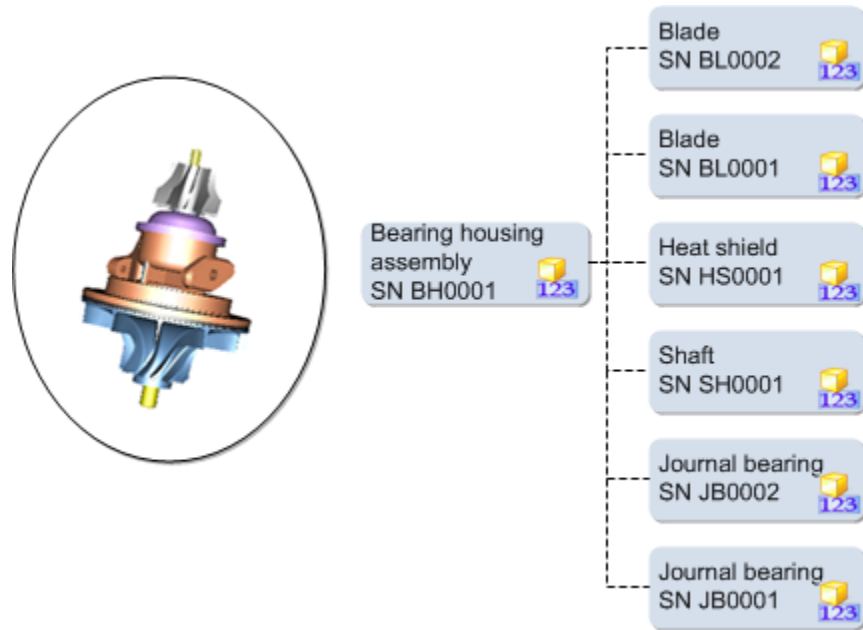 Blade
SN BL0002
123
Blade
SN BL0001
123
Bearing housing
assembly
SN BH0001
123
Heat shield
SN HS0001
123
Shaft
SN SH0001
123
Journal bearing
SN JB0002
123
Journal bearing
SN JB0001
123